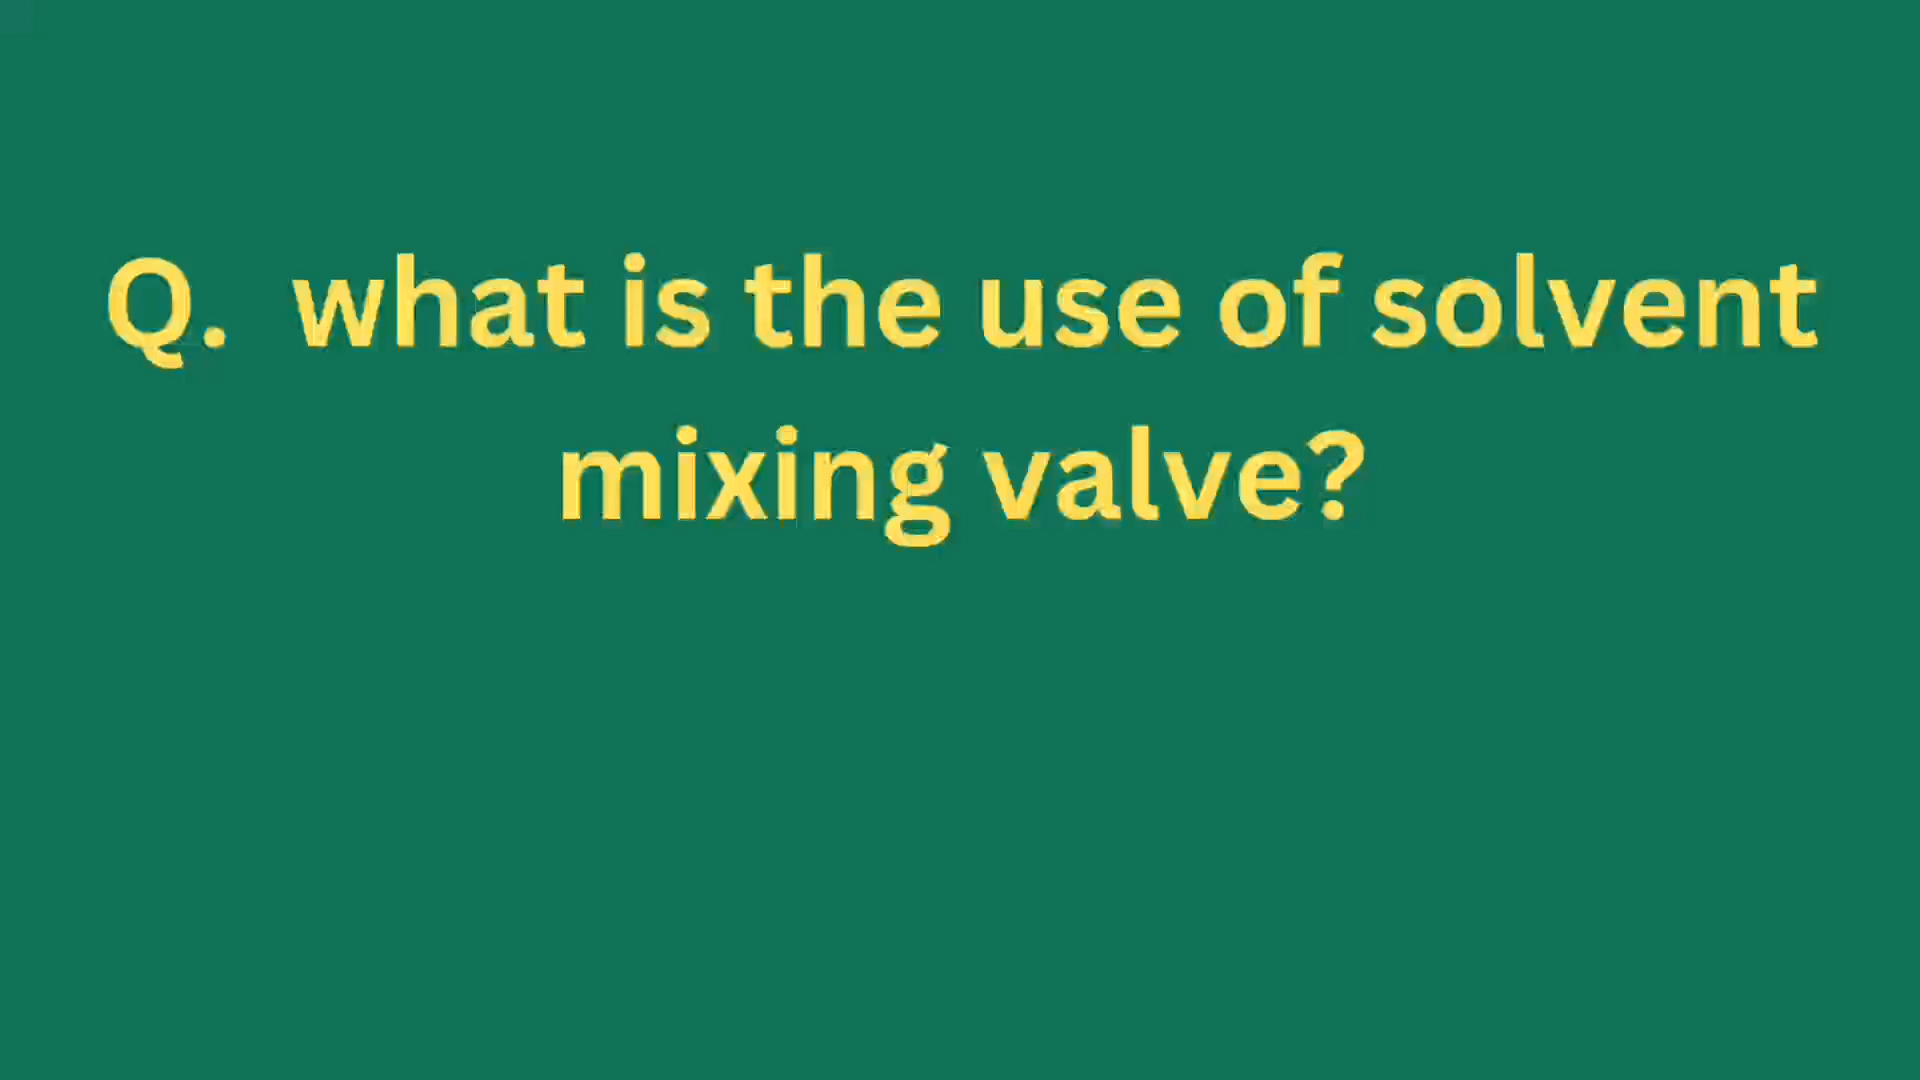 Q. what is the use of solvent
mixing valve?